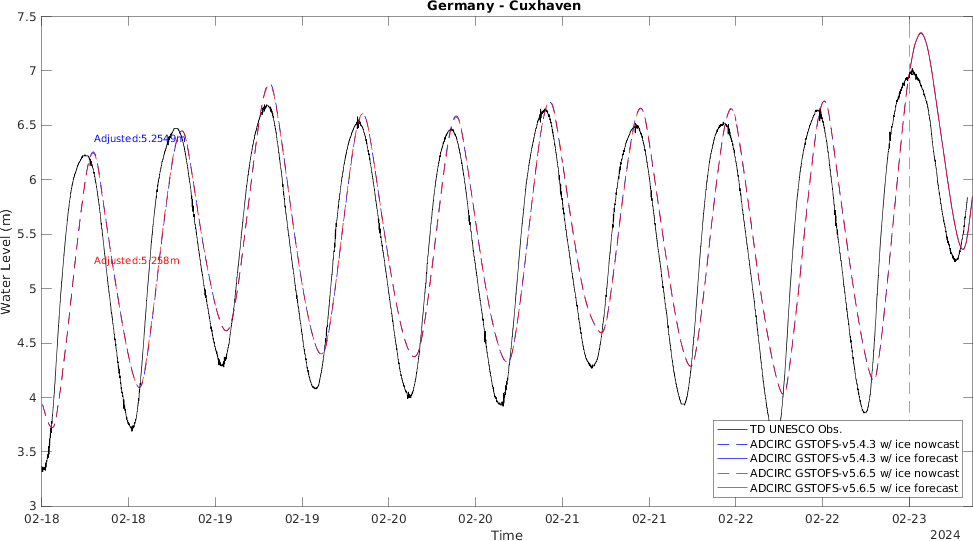 Germany - Cuxhaven
7.5
7
6.5
6
5.5
5
4.5
4
3.5
3
Water Level (m)
Adjusted:5.2549m
Adjusted:5.258m
TD UNESCO Obs.
ADCIRC GSTOFS-v5.4.3 w/ ice nowcast
ADCIRC GSTOFS-v5.4.3 w/ ice forecast
ADCIRC GSTOFS-v5.6.5 w/ ice nowcast
ADCIRC GSTOFS-v5.6.5 w/ ice forecast
02-18 02-18 02-19 02-19 02-20 02-20 02-21 02-21 02-22 02-22 02-23
Time
2024